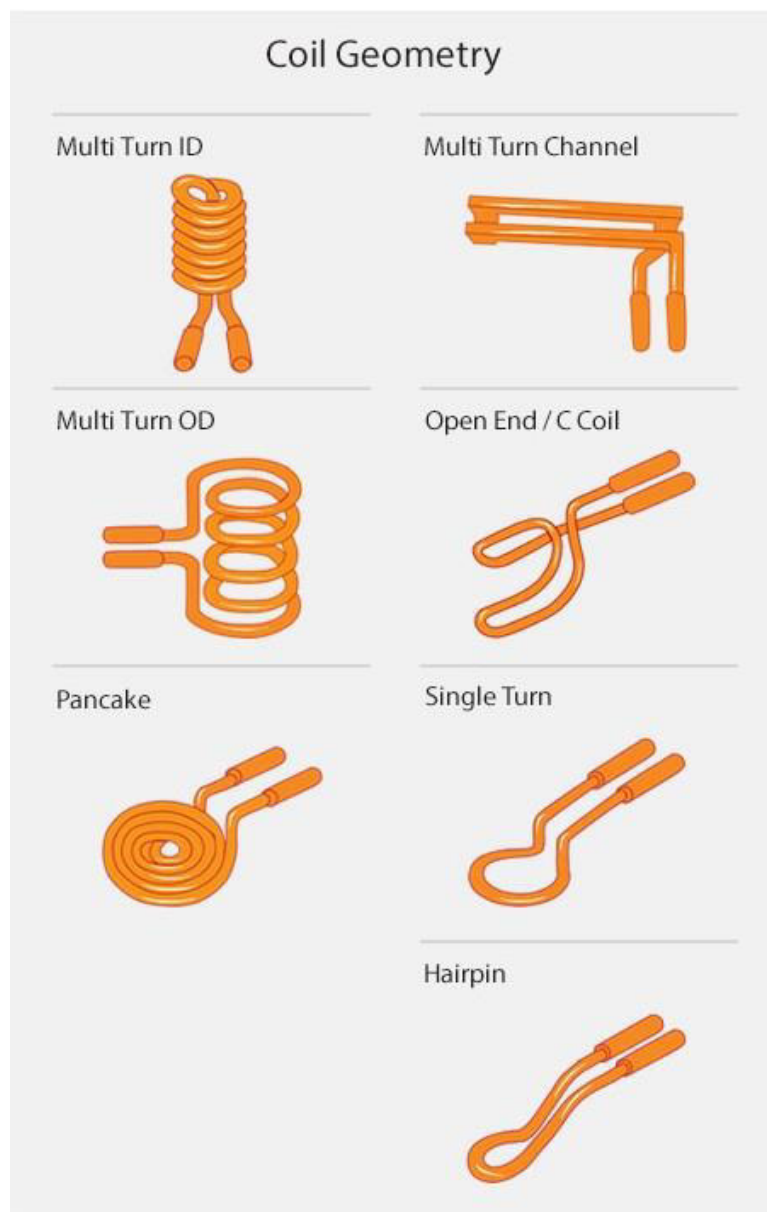 Coil Geometry
Multi Turn ID
Multi Turn Channel
Multi Turn OD
Open End / C Coil
Pancake
Single Turn
Hairpin